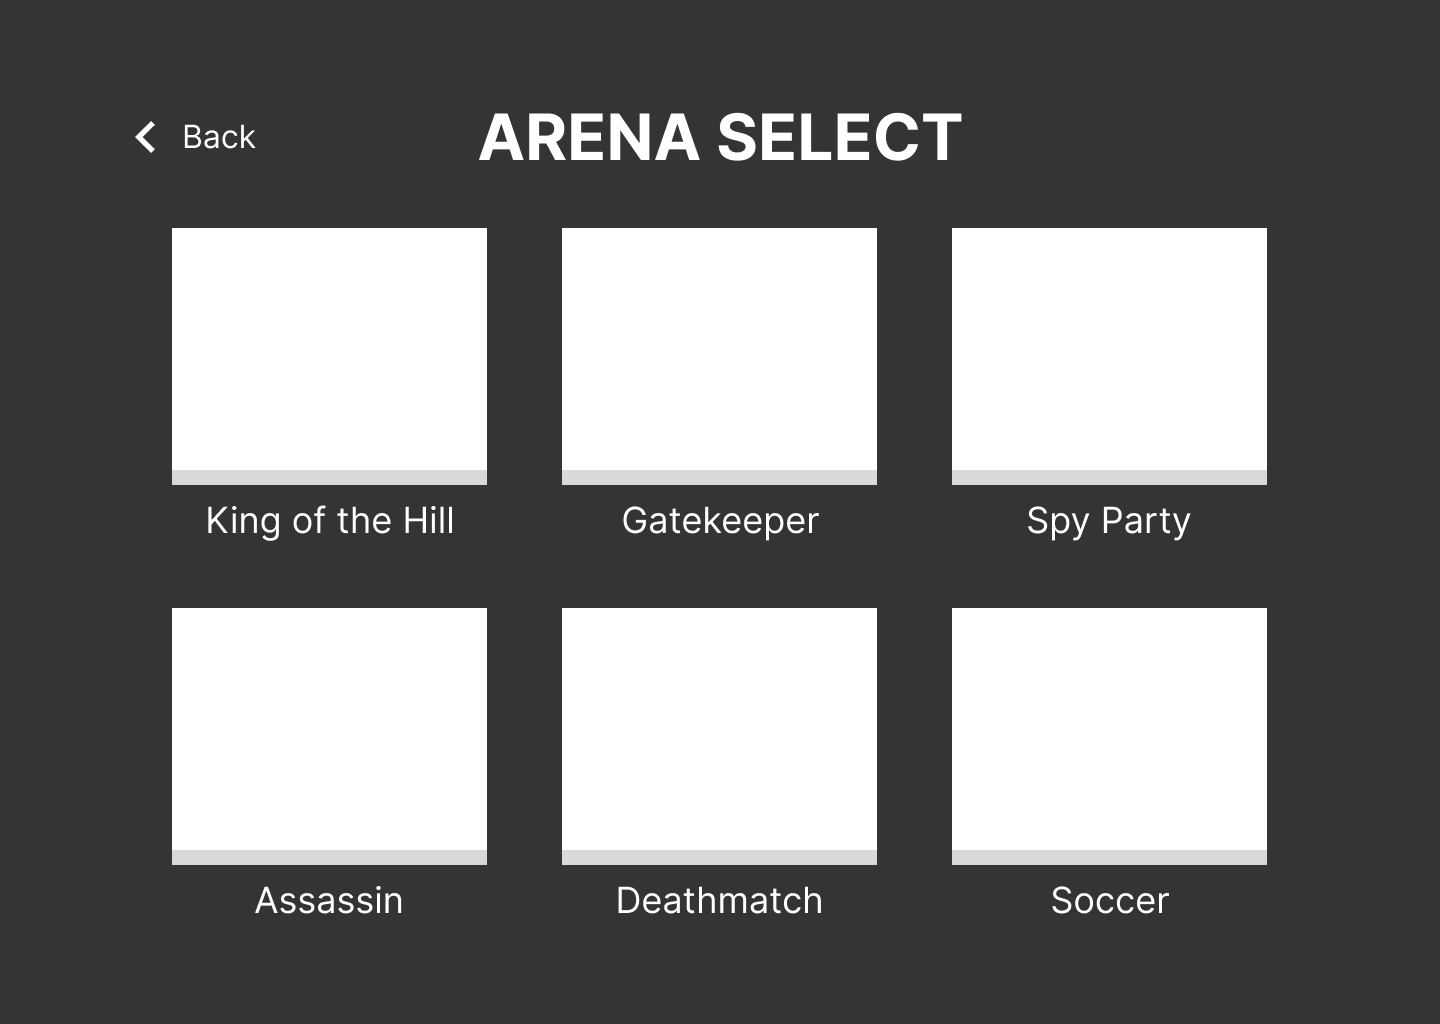 Back
ARENA SELECT
King of the Hill
Gatekeeper
Spy Party
Assassin
Deathmatch
Soccer